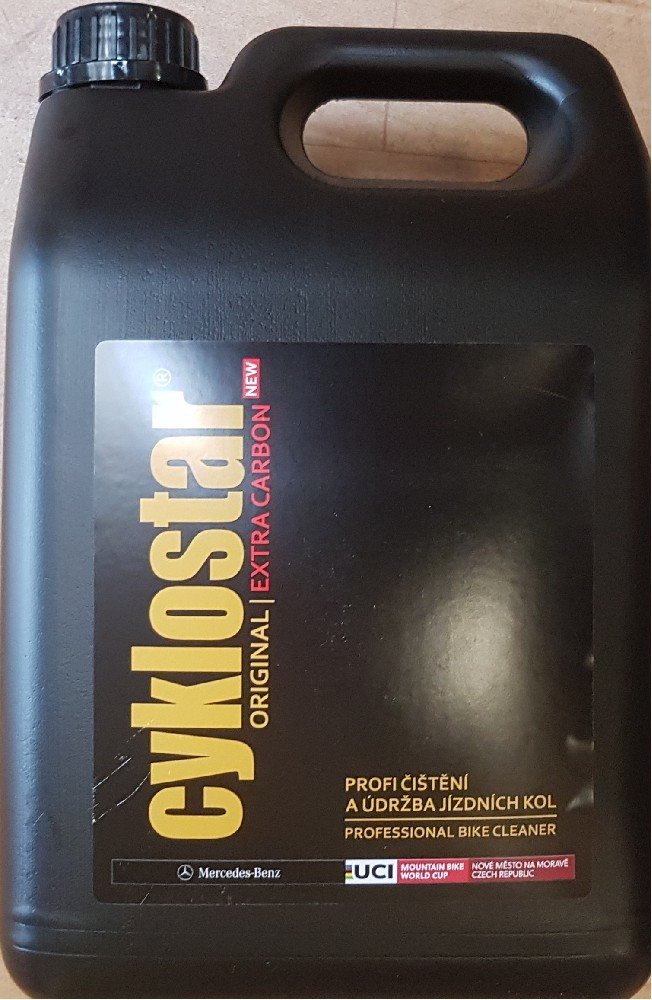 cyklostar®
ORIGINAL | EXTRA CARBON NEW
PROFI ČIŠTĚNÍ
A ÚDRŽBA JÍZDNÍCH KOL
PROFESSIONAL BIKE CLEANER
Mercedes-Benz
UCI
MOUNTAIN BIKE
WORLD CUP
NOVÉ MĚSTO NA MORAVĚ
CZECH REPUBLIC